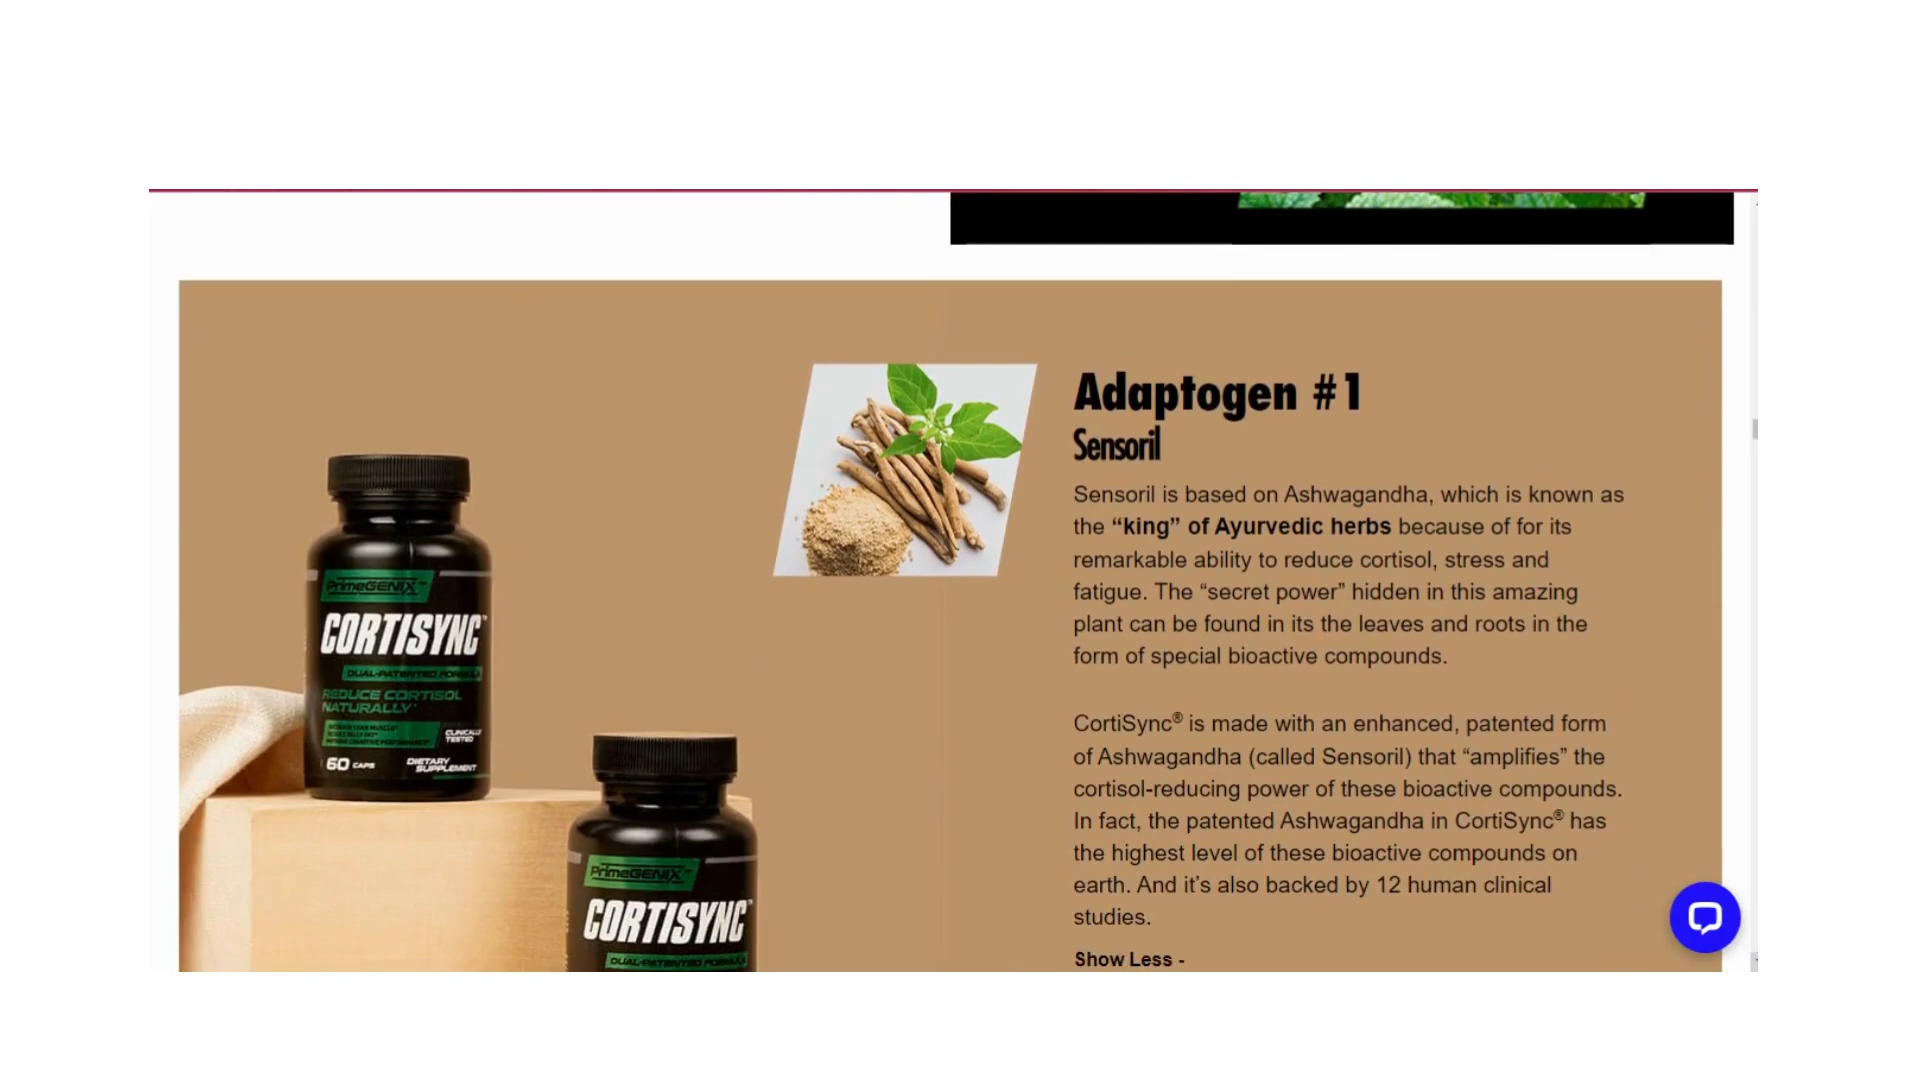 Adaptogen #1
Sensoril
Sensoril is based on Ashwagandha, which is known as
the “king” of Ayurvedic herbs because of for its
remarkable ability to reduce cortisol, stress and
fatigue. The “secret power” hidden in this amazing
plant can be found in its the leaves and roots in the
form of special bioactive compounds.
CortiSync® is made with an enhanced, patented form
of Ashwagandha (called Sensoril) that “amplifies” the
cortisol-reducing power of these bioactive compounds.
In fact, the patented Ashwagandha in CortiSync® has
the highest level of these bioactive compounds on
earth. And it’s also backed by 12 human clinical
studies.
Show Less -
PrimeGENIX™
CORTISYNC™
DUAL-PATENTED FORMULA
REDUCE CORTISOL
NATURALLY*
CLINICALLY
TESTED
60 CAPS
DIETARY
SUPPLEMENT
PrimeGENIX™
CORTISYNC™
DUAL-PATENTED FORMULA